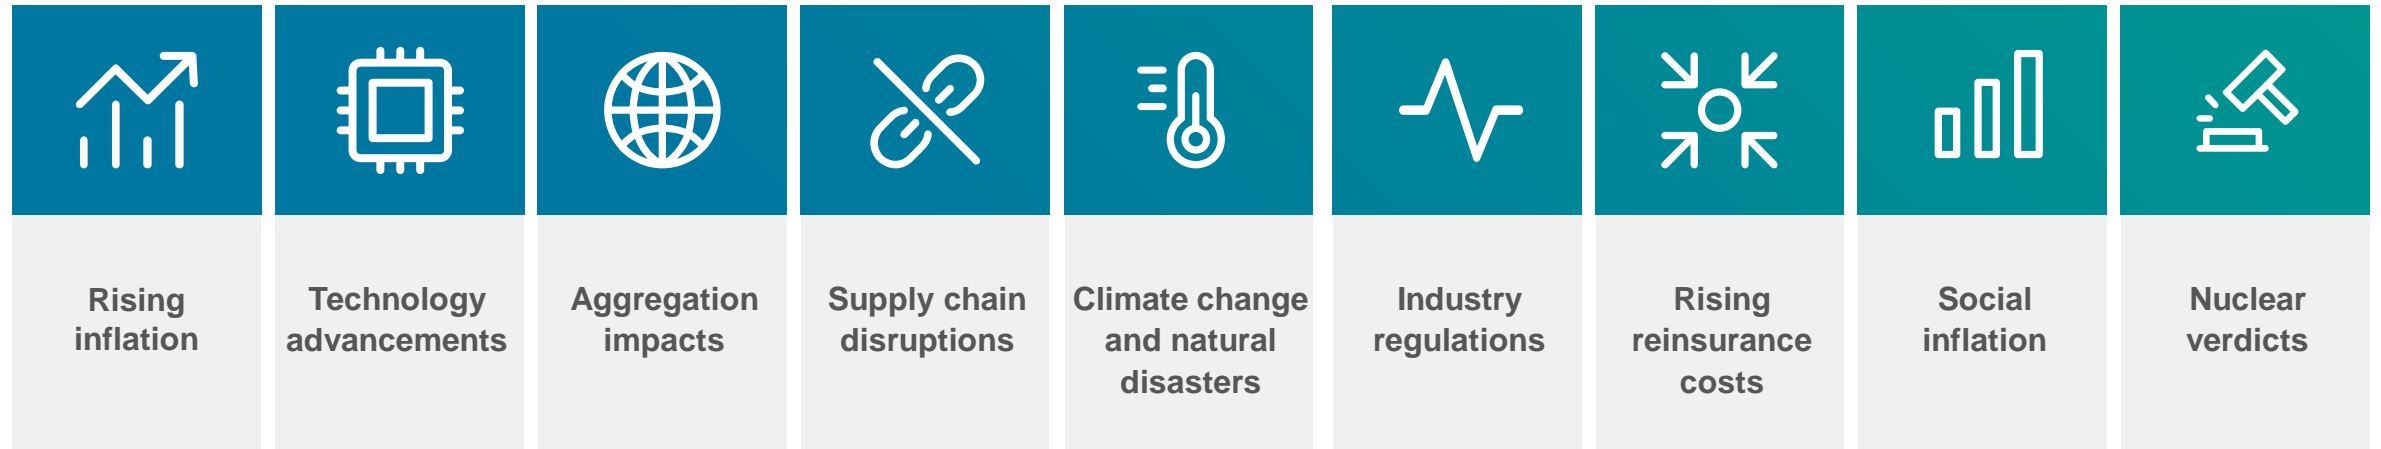 Rising
inflation
Technology
advancements
Aggregation
impacts
Supply chain
disruptions
Climate change
and natural
disasters
Industry
regulations
Rising
reinsurance
costs
Social
inflation
Nuclear
verdicts